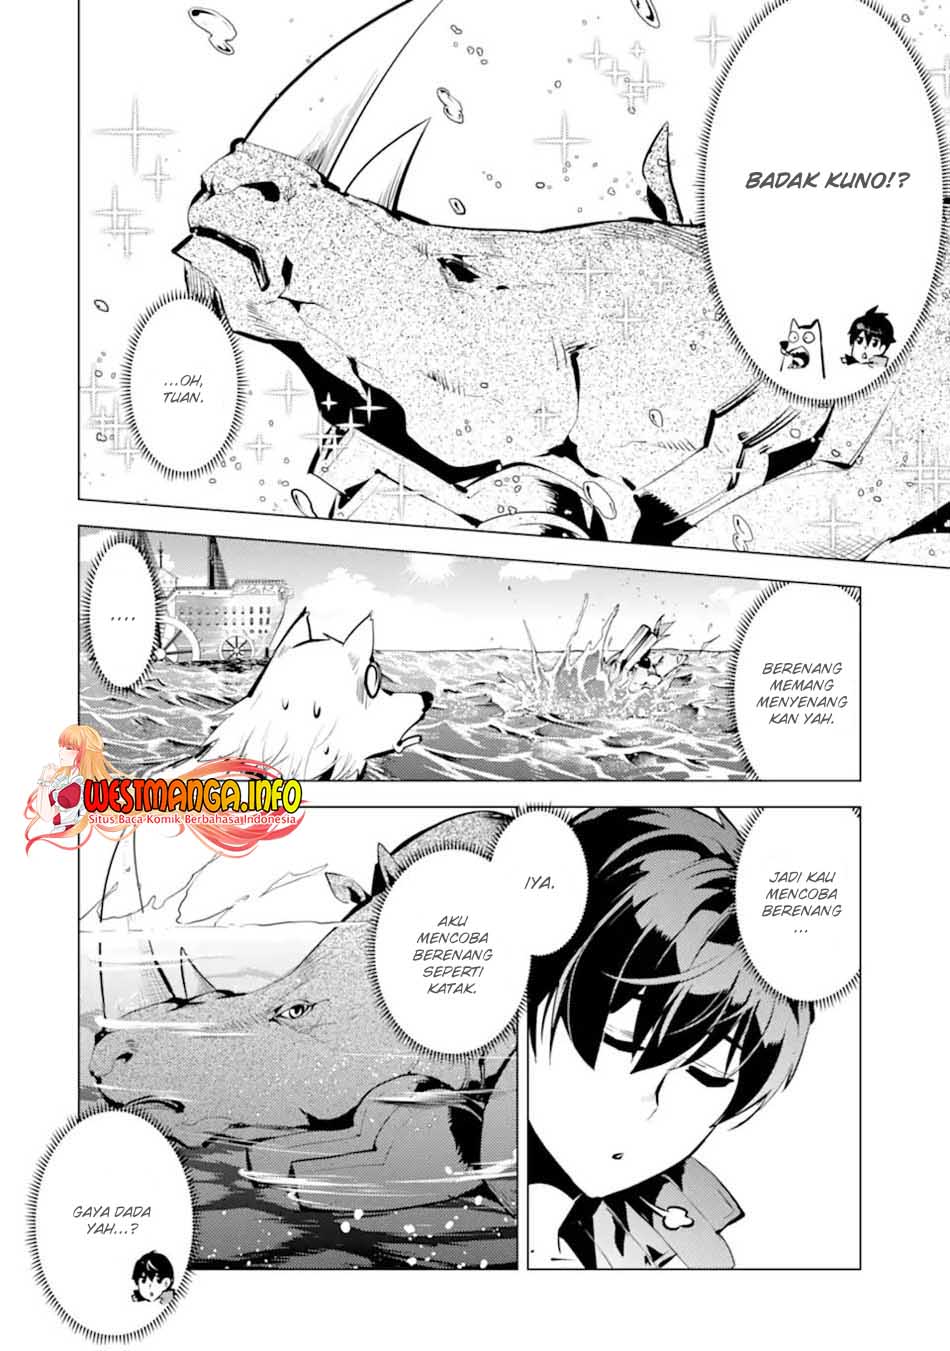 BADAK KUNO!?
...OH,
TUAN.
BERENANG
MEMANG
MENYENANG
KAN YAH.
....
WESTMANGA.INFO
Situs Baca Komik Berbahasa Indonesia
JADI KAU
MENCOBA
BERENANG
...
IYA.
AKU
MENCOBA
BERENANG
SEPERTI
KATAK.
GAYA DADA
YAH...?